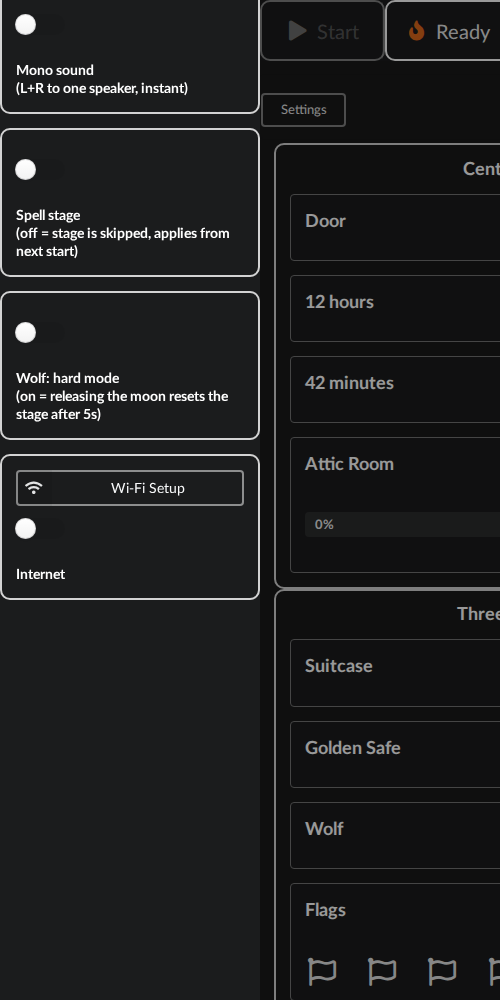 Mono sound
(L+R to one speaker, instant)
Spell stage
(off = stage is skipped, applies from
next start)
Wolf: hard mode
(on = releasing the moon resets the
stage after 5s)
Wi-Fi Setup
Internet
Start
Ready
Settings
Cent
Door
12 hours
42 minutes
Attic Room
0%
Three
Suitcase
Golden Safe
Wolf
Flags